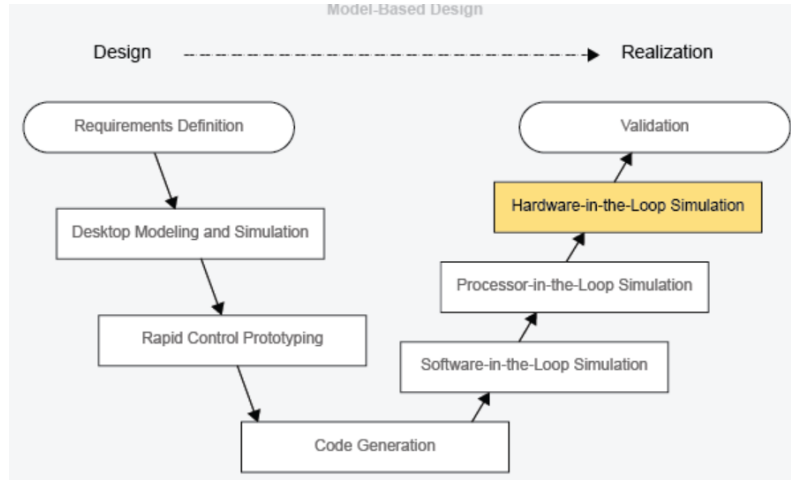 Model-Based Design
Design
Realization
Requirements Definition
Validation
Hardware-in-the-Loop Simulation
Desktop Modeling and Simulation
Processor-in-the-Loop Simulation
Rapid Control Prototyping
Software-in-the-Loop Simulation
Code Generation